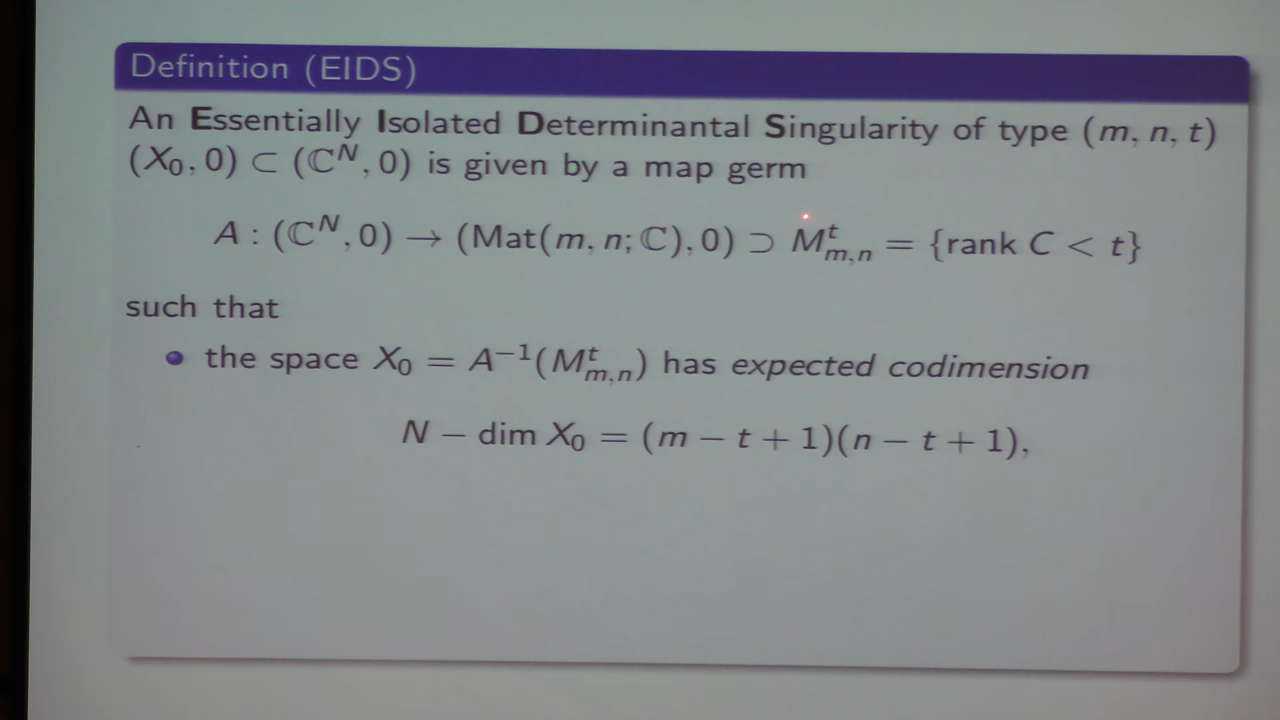 Definition (EIDS)
An Essentially Isolated Determinantal Singularity of type (m, n, t)
(X₀, 0) ⊂ (ℂᴺ, 0) is given by a map germ
A : (ℂᴺ, 0) → (Mat(m, n; ℂ), 0) ⊃ Mᵗₘ,ₙ = {rank C < t}
such that
• the space X₀ = A⁻¹(Mᵗₘ,ₙ) has expected codimension
N − dim X₀ = (m − t + 1)(n − t + 1),